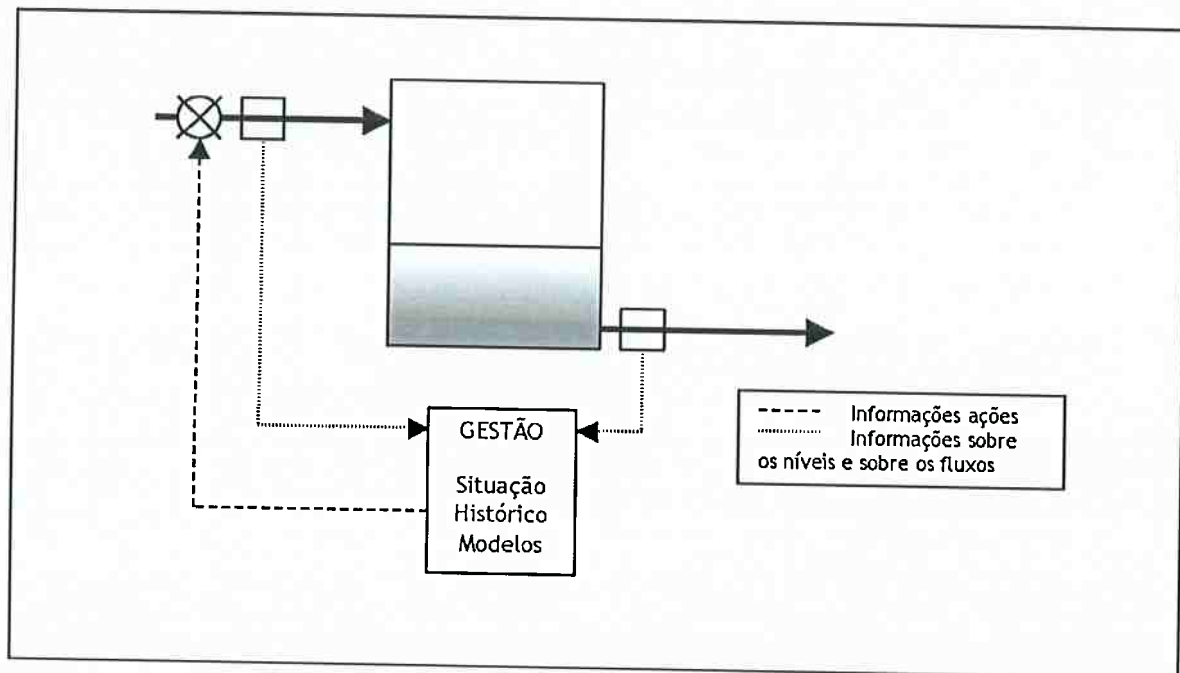 GESTÃO
Situação
Histórico
Modelos
Informações ações
Informações sobre
os níveis e sobre os fluxos